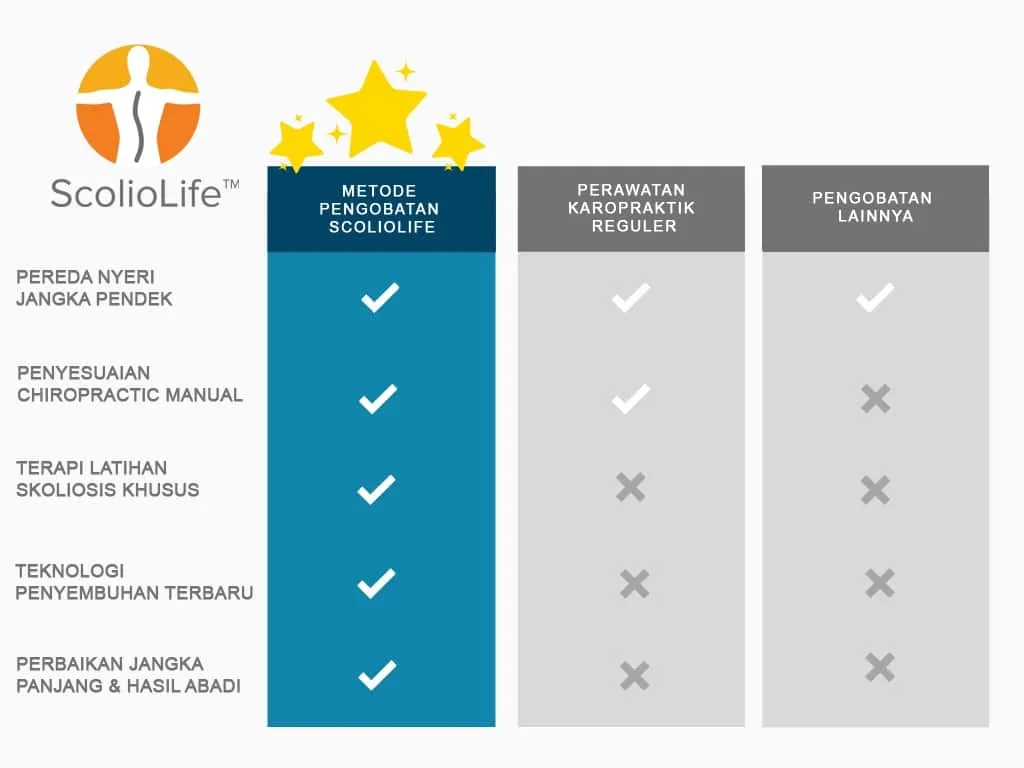 ScolioLife™
METODE
PENGOBATAN
SCOLIOLIFE
PERAWATAN
KAROPRAKTIK
REGULER
PENGOBATAN
LAINNYA
PEREDA NYERI
JANGKA PENDEK
PENYESUAIAN
CHIROPRACTIC MANUAL
TERAPI LATIHAN
SKOLIOSIS KHUSUS
TEKNOLOGI
PENYEMBUHAN TERBARU
PERBAIKAN JANGKA
PANJANG & HASIL ABADI